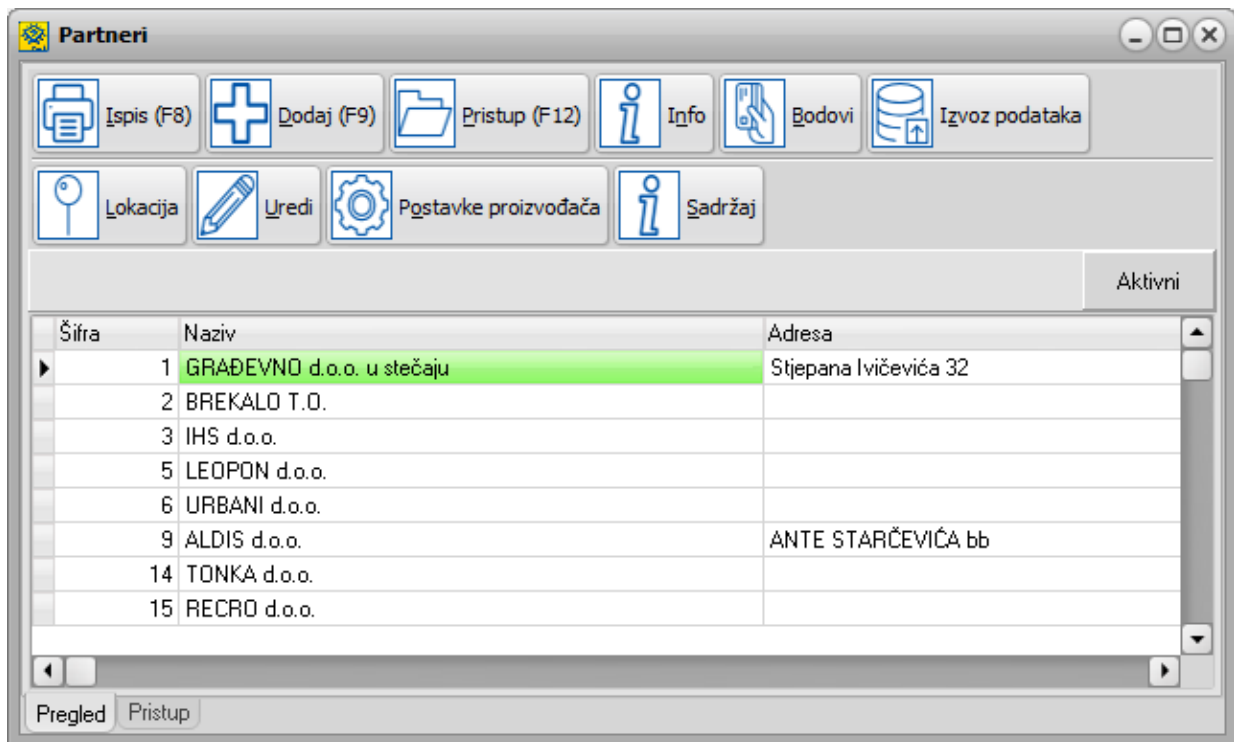 Partneri
Ispis (F8) Dodaj (F9) Pristup (F12) Info Bodovi Izvoz podataka
Lokacija Uredi Postavke proizvođača Sadržaj
Aktivni
Šifra Naziv Adresa
1 GRAĐEVNO d.o.o. u stečaju Stjepana Ivičevića 32
2 BREKALO T.O.
3 IHS d.o.o.
5 LEOPON d.o.o.
6 URBANI d.o.o.
9 ALDIS d.o.o. ANTE STARČEVIĆA bb
14 TONKA d.o.o.
15 RECRO d.o.o.
Pregled Pristup